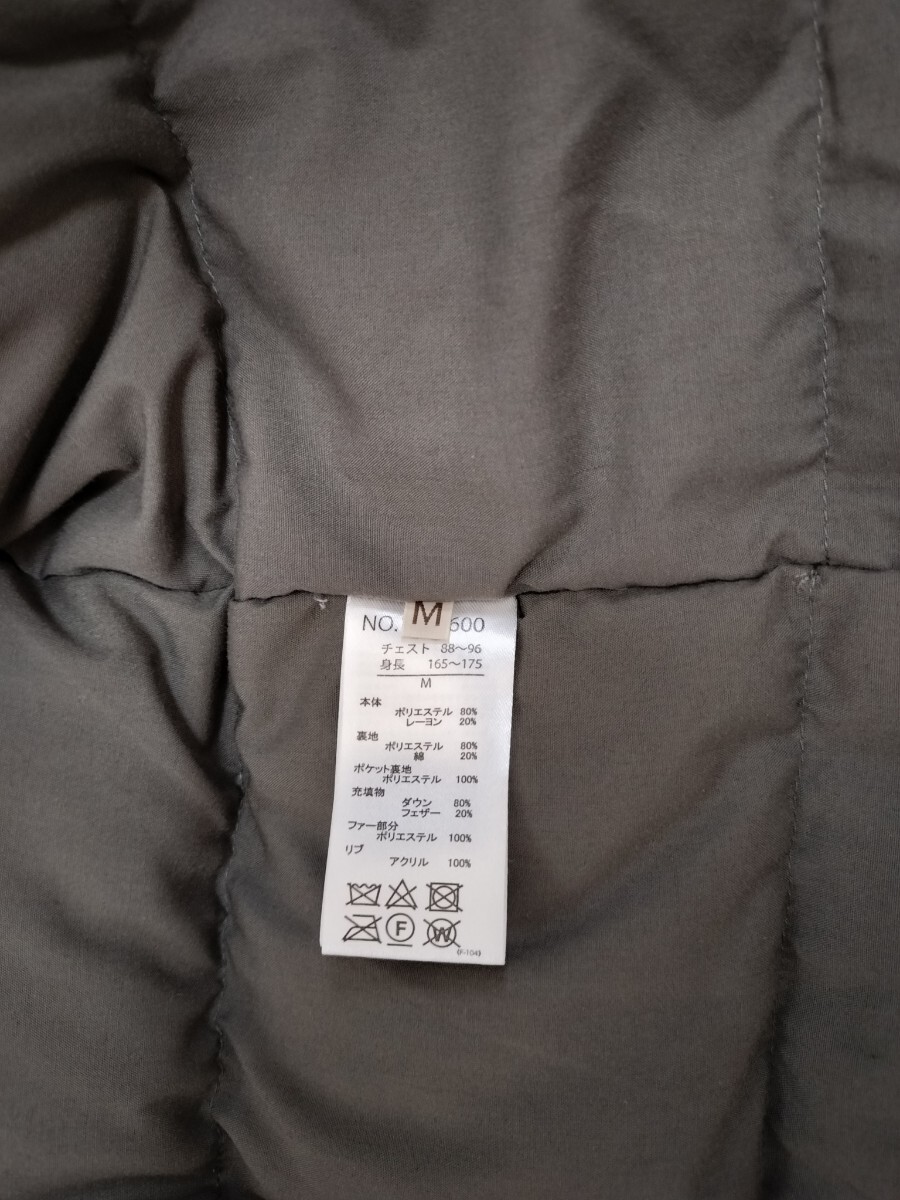 M
NO. 600
チェスト 88～96
身長 165～175
M
本体
ポリエステル 80%
レーヨン 20%
裏地
ポリエステル 80%
綿 20%
ポケット裏地
ポリエステル 100%
充填物
ダウン 80%
フェザー 20%
ファー部分
ポリエステル 100%
リブ
アクリル 100%
F
W
(F-104)